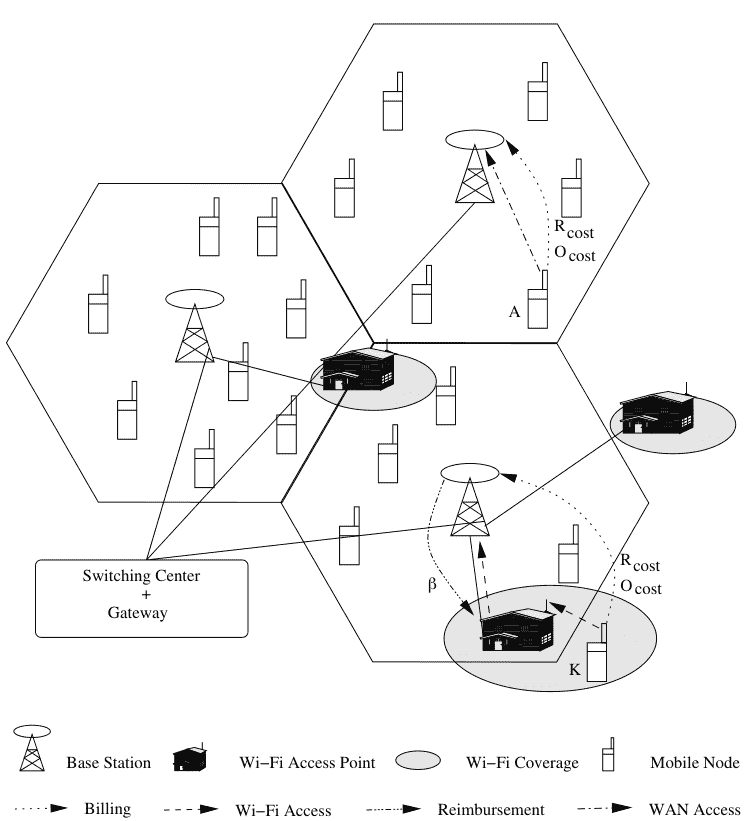 R cost
O cost
A
R cost
O cost
β
K
Switching Center
+
Gateway
Base Station
Wi−Fi Access Point
Wi−Fi Coverage
Mobile Node
Billing
Wi−Fi Access
Reimbursement
WAN Access